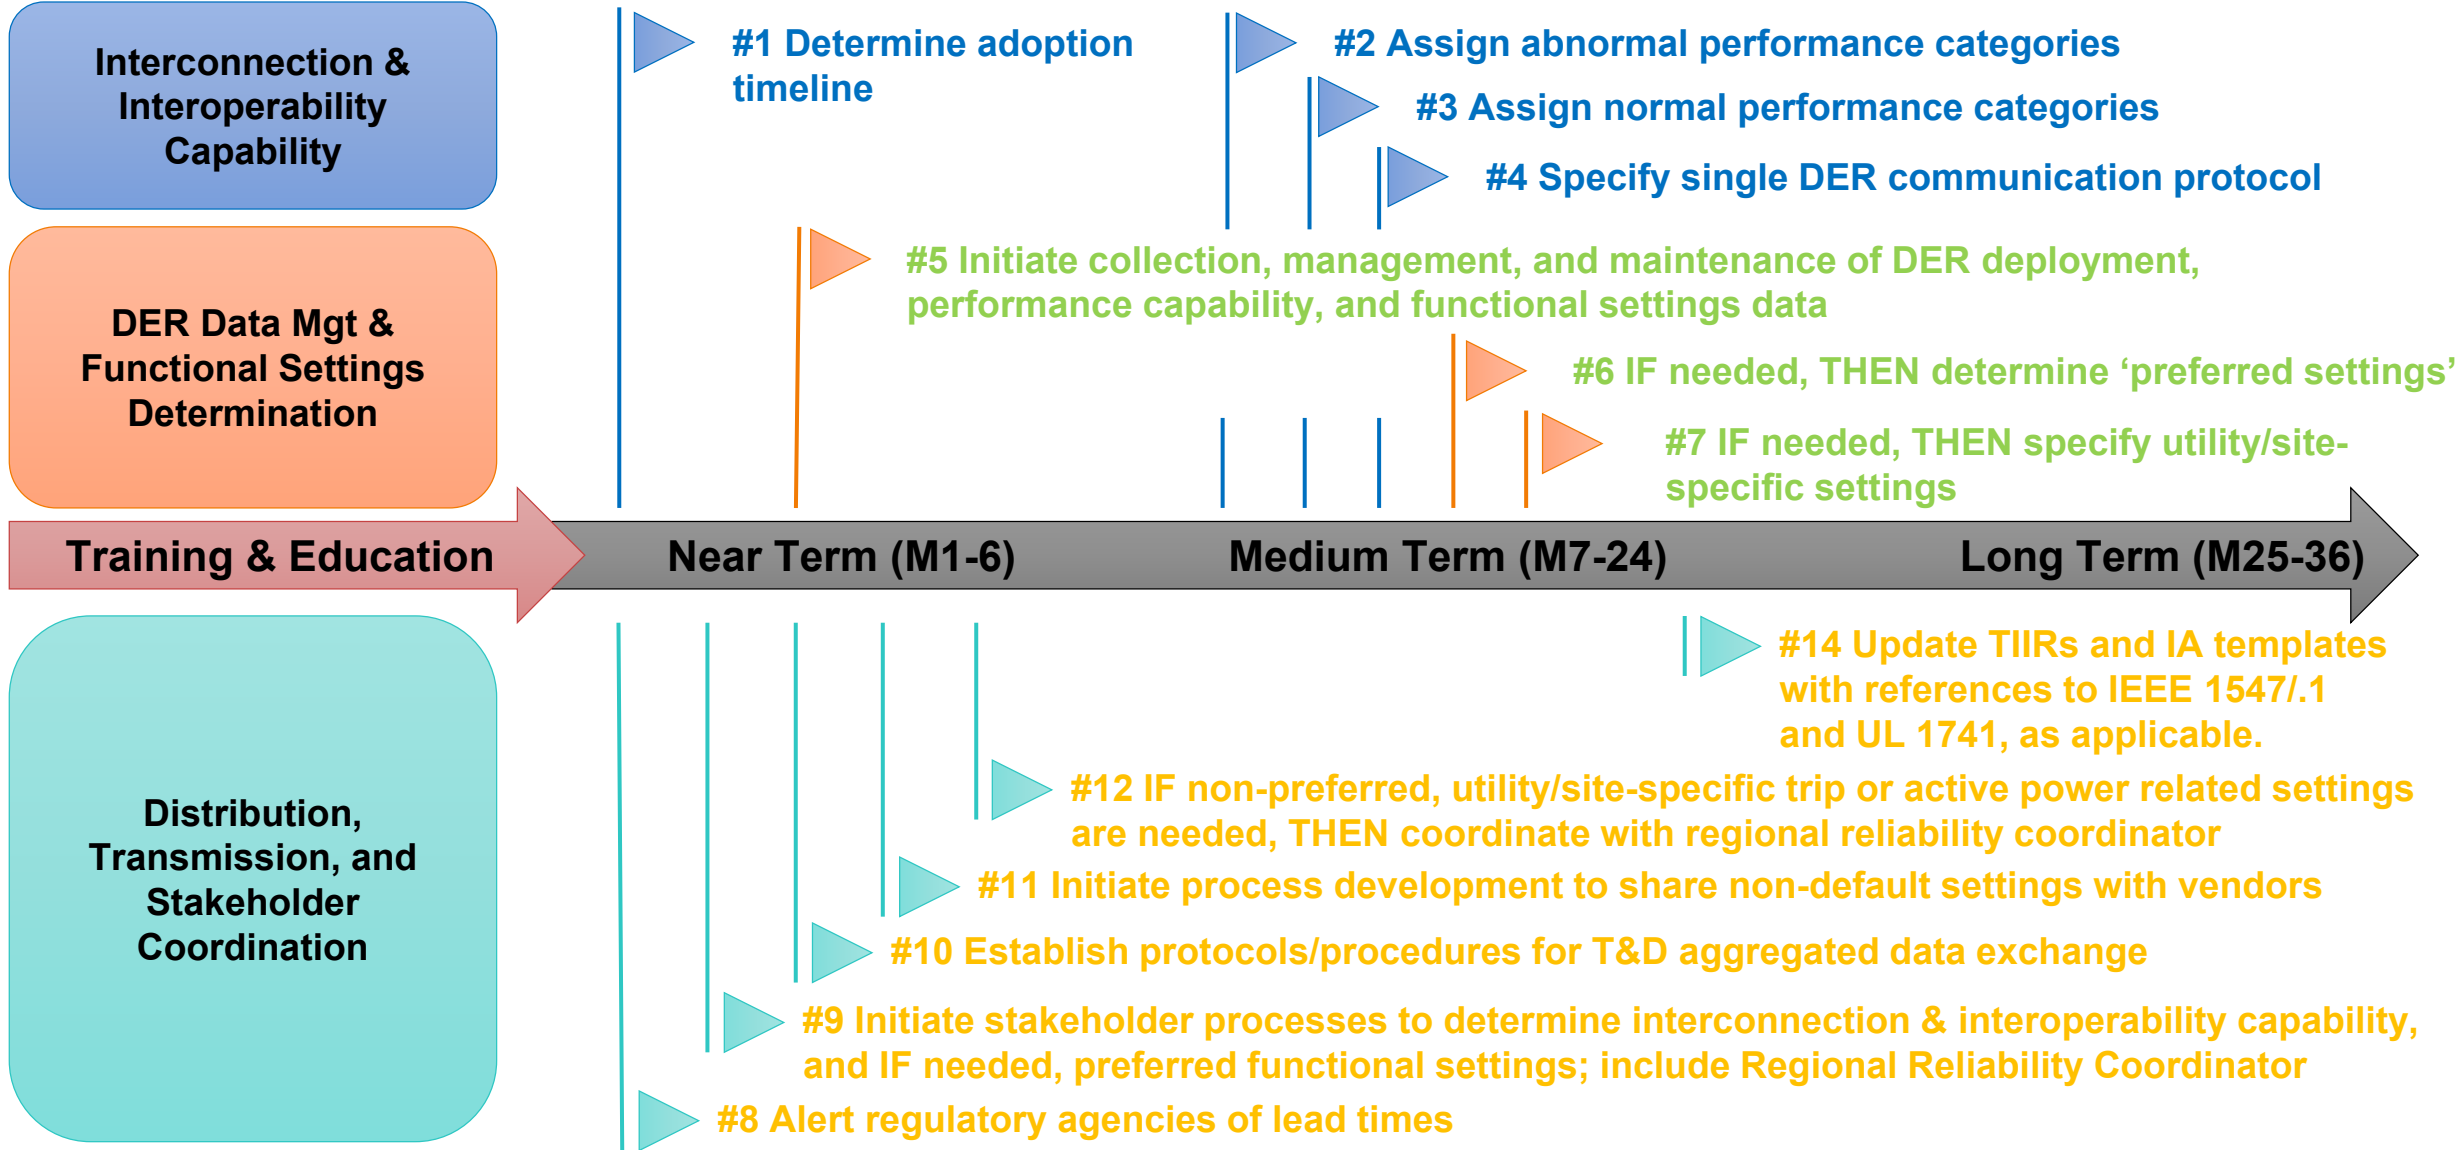 Interconnection &
Interoperability
Capability
#1 Determine adoption
timeline
#2 Assign abnormal performance categories
#3 Assign normal performance categories
#4 Specify single DER communication protocol
DER Data Mgt &
Functional Settings
Determination
#5 Initiate collection, management, and maintenance of DER deployment,
performance capability, and functional settings data
#6 IF needed, THEN determine ‘preferred settings’
#7 IF needed, THEN specify utility/site-
specific settings
Training & Education
Near Term (M1-6)
Medium Term (M7-24)
Long Term (M25-36)
Distribution,
Transmission, and
Stakeholder
Coordination
#14 Update TIIRs and IA templates
with references to IEEE 1547/.1
and UL 1741, as applicable.
#12 IF non-preferred, utility/site-specific trip or active power related settings
are needed, THEN coordinate with regional reliability coordinator
#11 Initiate process development to share non-default settings with vendors
#10 Establish protocols/procedures for T&D aggregated data exchange
#9 Initiate stakeholder processes to determine interconnection & interoperability capability,
and IF needed, preferred functional settings; include Regional Reliability Coordinator
#8 Alert regulatory agencies of lead times